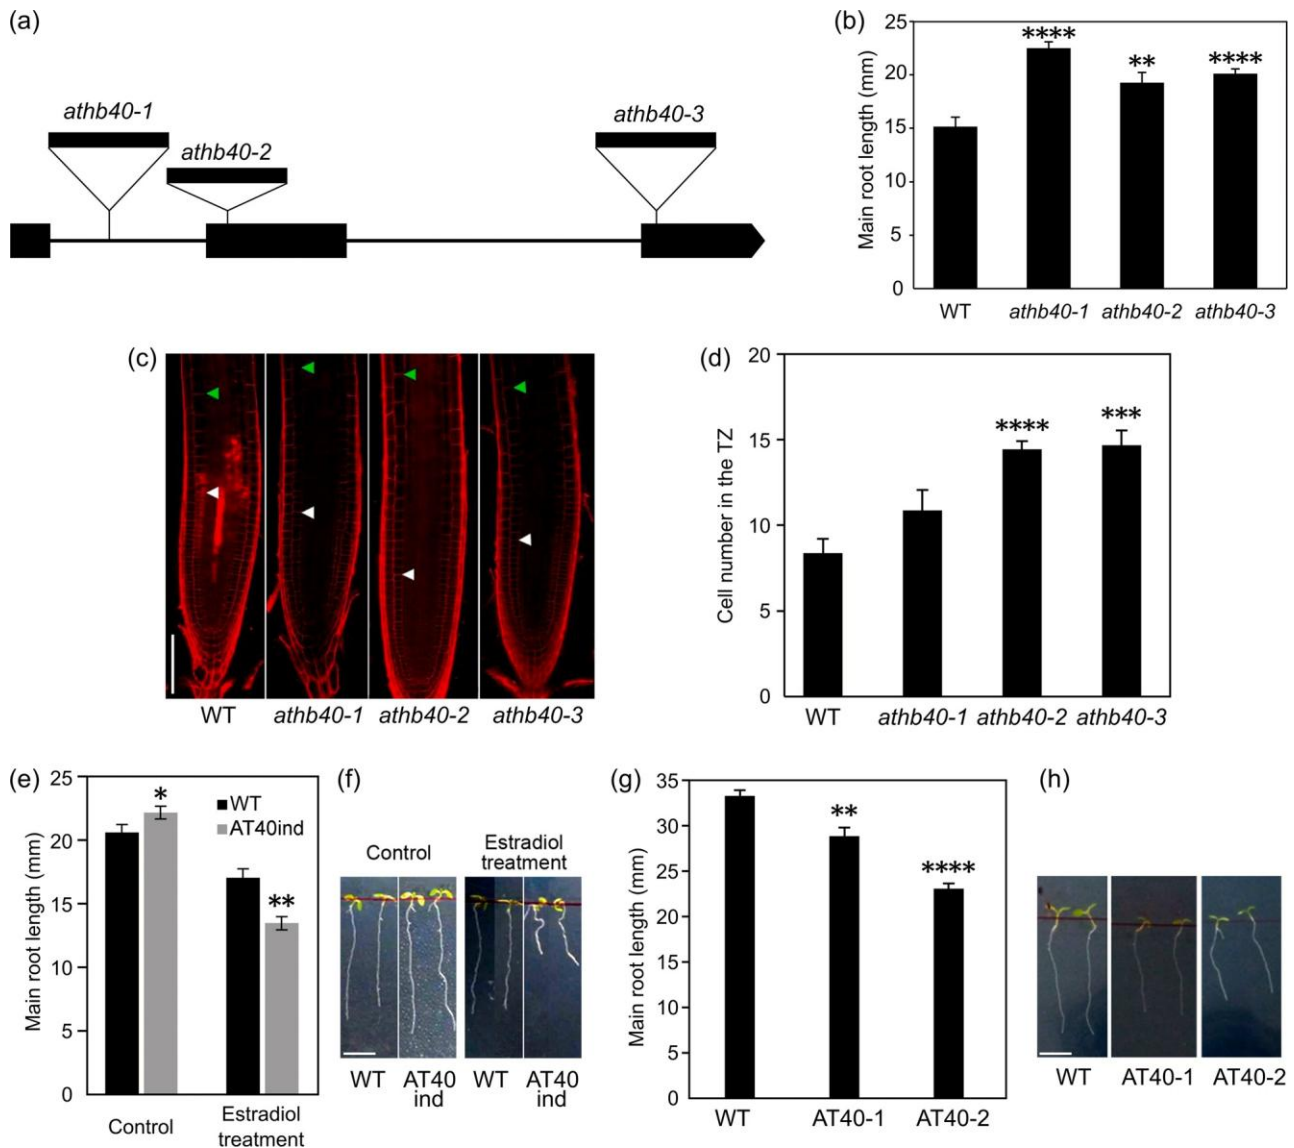 (a)
athb40-1
athb40-2
athb40-3
(b)
Main root length (mm)
25
20
15
10
5
0
****
**
****
WT
athb40-1
athb40-2
athb40-3
(c)
WT
athb40-1
athb40-2
athb40-3
(d)
Cell number in the TZ
20
15
10
5
0
****
***
WT
athb40-1
athb40-2
athb40-3
(e)
Main root length (mm)
25
20
15
10
5
0
*
**
WT
AT40ind
Control
Estradiol
treatment
(f)
Control
Estradiol
treatment
WT
AT40
ind
WT
AT40
ind
(g)
Main root length (mm)
35
30
25
20
15
10
5
0
**
****
WT
AT40-1
AT40-2
(h)
WT
AT40-1
AT40-2